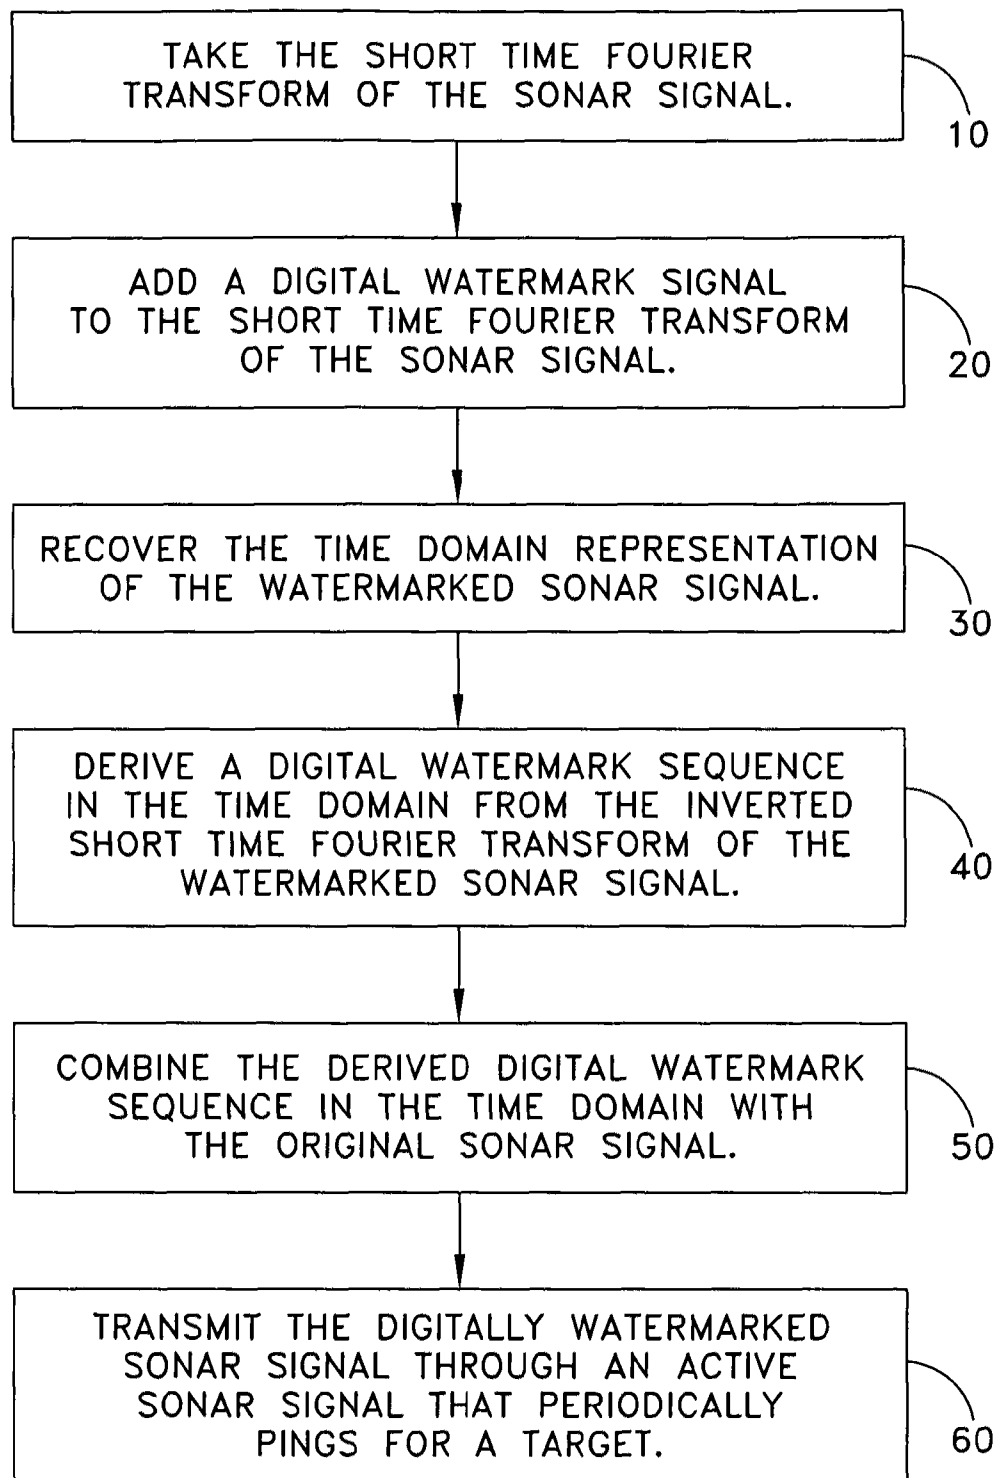 TAKE THE SHORT TIME FOURIER
TRANSFORM OF THE SONAR SIGNAL.
10
ADD A DIGITAL WATERMARK SIGNAL
TO THE SHORT TIME FOURIER TRANSFORM
OF THE SONAR SIGNAL.
20
RECOVER THE TIME DOMAIN REPRESENTATION
OF THE WATERMARKED SONAR SIGNAL.
30
DERIVE A DIGITAL WATERMARK SEQUENCE
IN THE TIME DOMAIN FROM THE INVERTED
SHORT TIME FOURIER TRANSFORM OF THE
WATERMARKED SONAR SIGNAL.
40
COMBINE THE DERIVED DIGITAL WATERMARK
SEQUENCE IN THE TIME DOMAIN WITH
THE ORIGINAL SONAR SIGNAL.
50
TRANSMIT THE DIGITALLY WATERMARKED
SONAR SIGNAL THROUGH AN ACTIVE
SONAR SIGNAL THAT PERIODICALLY
PINGS FOR A TARGET.
60